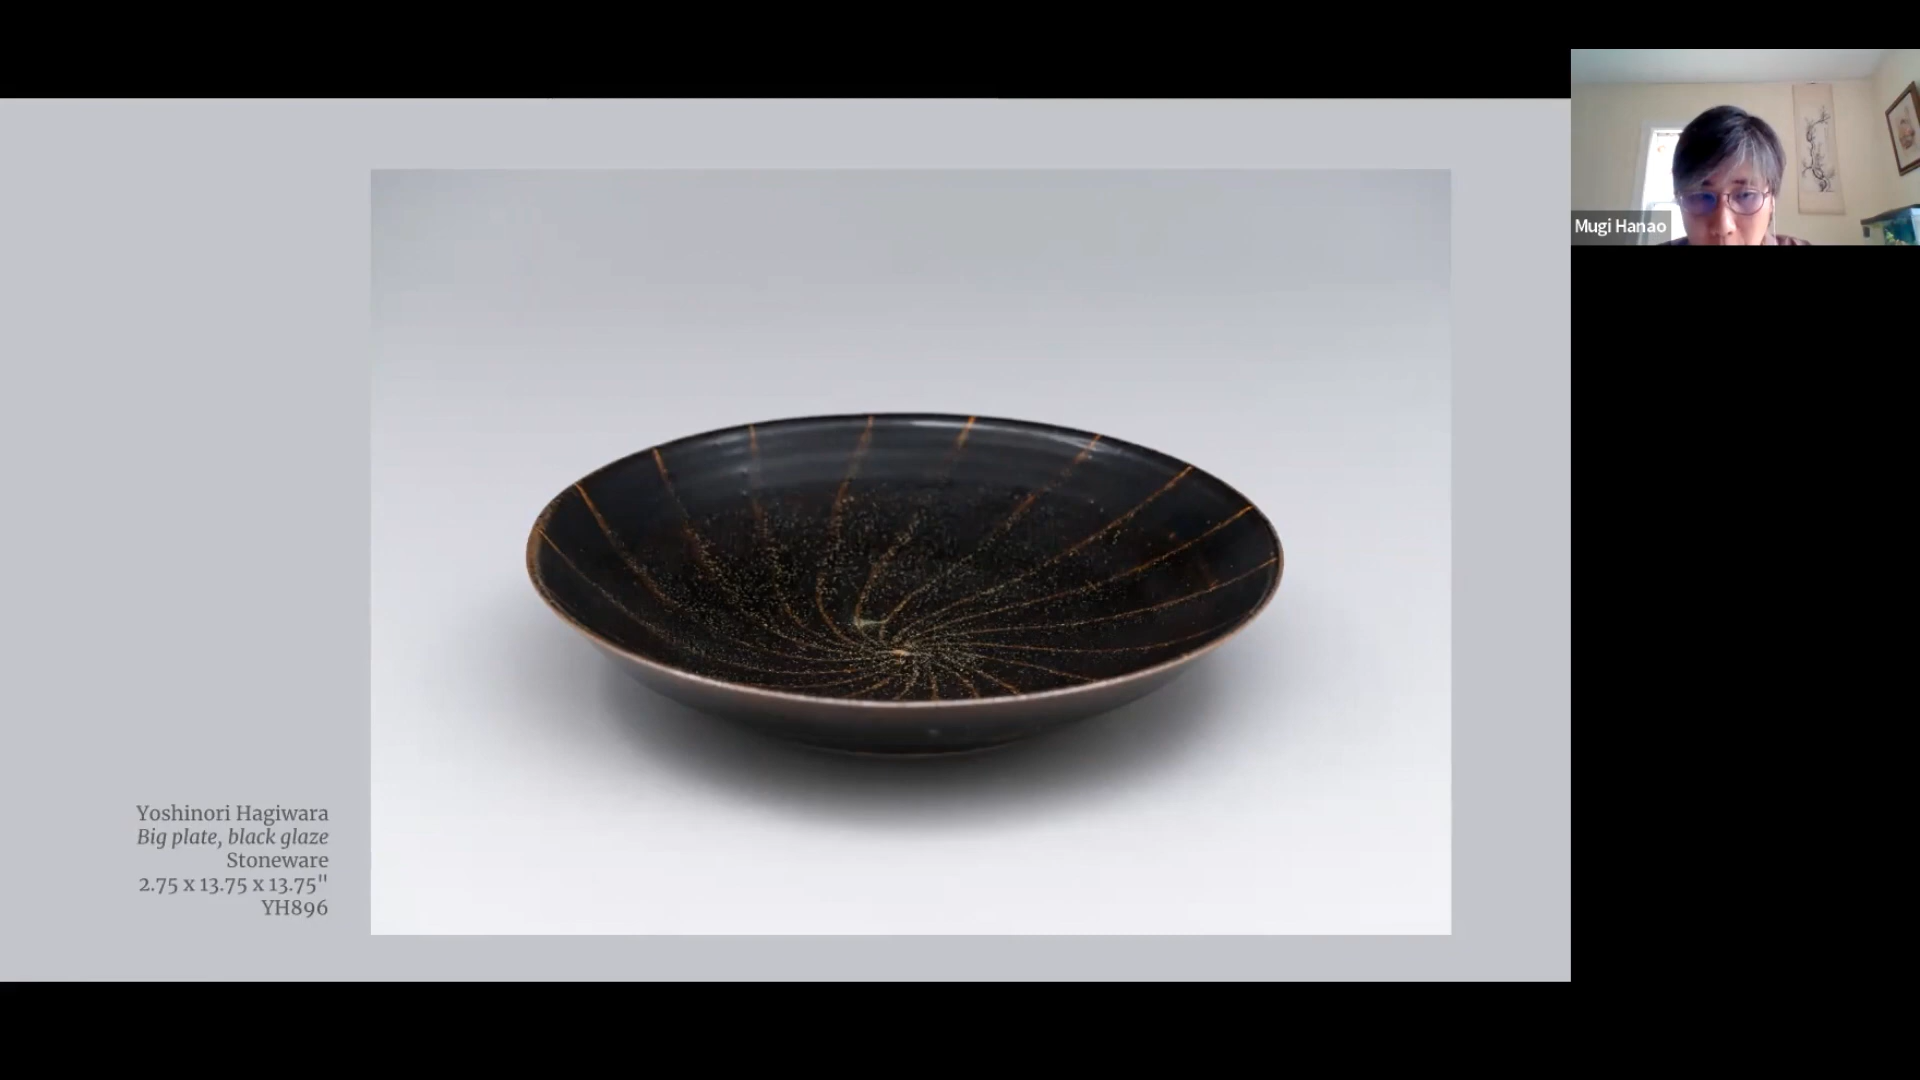 Mugi Hanao
Yoshinori Hagiwara
Big plate, black glaze
Stoneware
2.75 x 13.75 x 13.75"
YH896